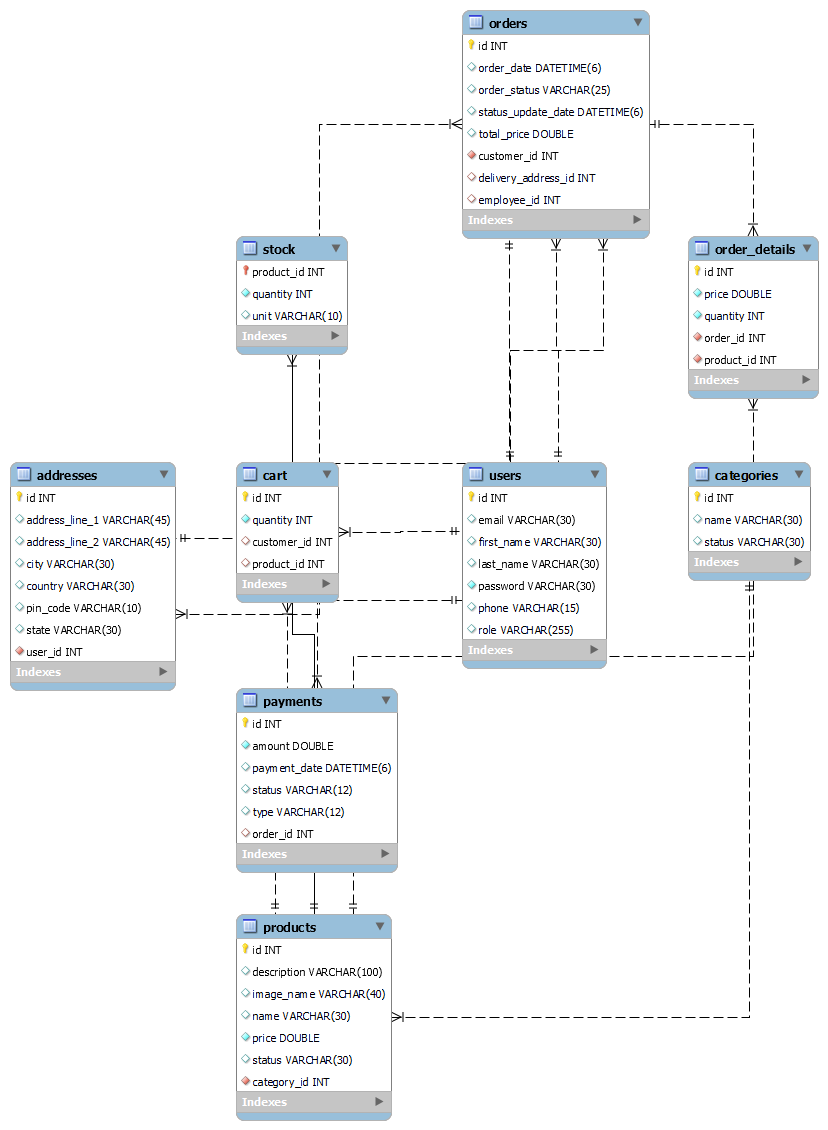 orders
id INT
order_date DATETIME(6)
order_status VARCHAR(25)
status_update_date DATETIME(6)
total_price DOUBLE
customer_id INT
delivery_address_id INT
employee_id INT
Indexes
stock
product_id INT
quantity INT
unit VARCHAR(10)
Indexes
order_details
id INT
price DOUBLE
quantity INT
order_id INT
product_id INT
Indexes
addresses
id INT
address_line_1 VARCHAR(45)
address_line_2 VARCHAR(45)
city VARCHAR(30)
country VARCHAR(30)
pin_code VARCHAR(10)
state VARCHAR(30)
user_id INT
Indexes
cart
id INT
quantity INT
customer_id INT
product_id INT
Indexes
users
id INT
email VARCHAR(30)
first_name VARCHAR(30)
last_name VARCHAR(30)
password VARCHAR(30)
phone VARCHAR(15)
role VARCHAR(255)
Indexes
categories
id INT
name VARCHAR(30)
status VARCHAR(30)
Indexes
payments
id INT
amount DOUBLE
payment_date DATETIME(6)
status VARCHAR(12)
type VARCHAR(12)
order_id INT
Indexes
products
id INT
description VARCHAR(100)
image_name VARCHAR(40)
name VARCHAR(30)
price DOUBLE
status VARCHAR(30)
category_id INT
Indexes